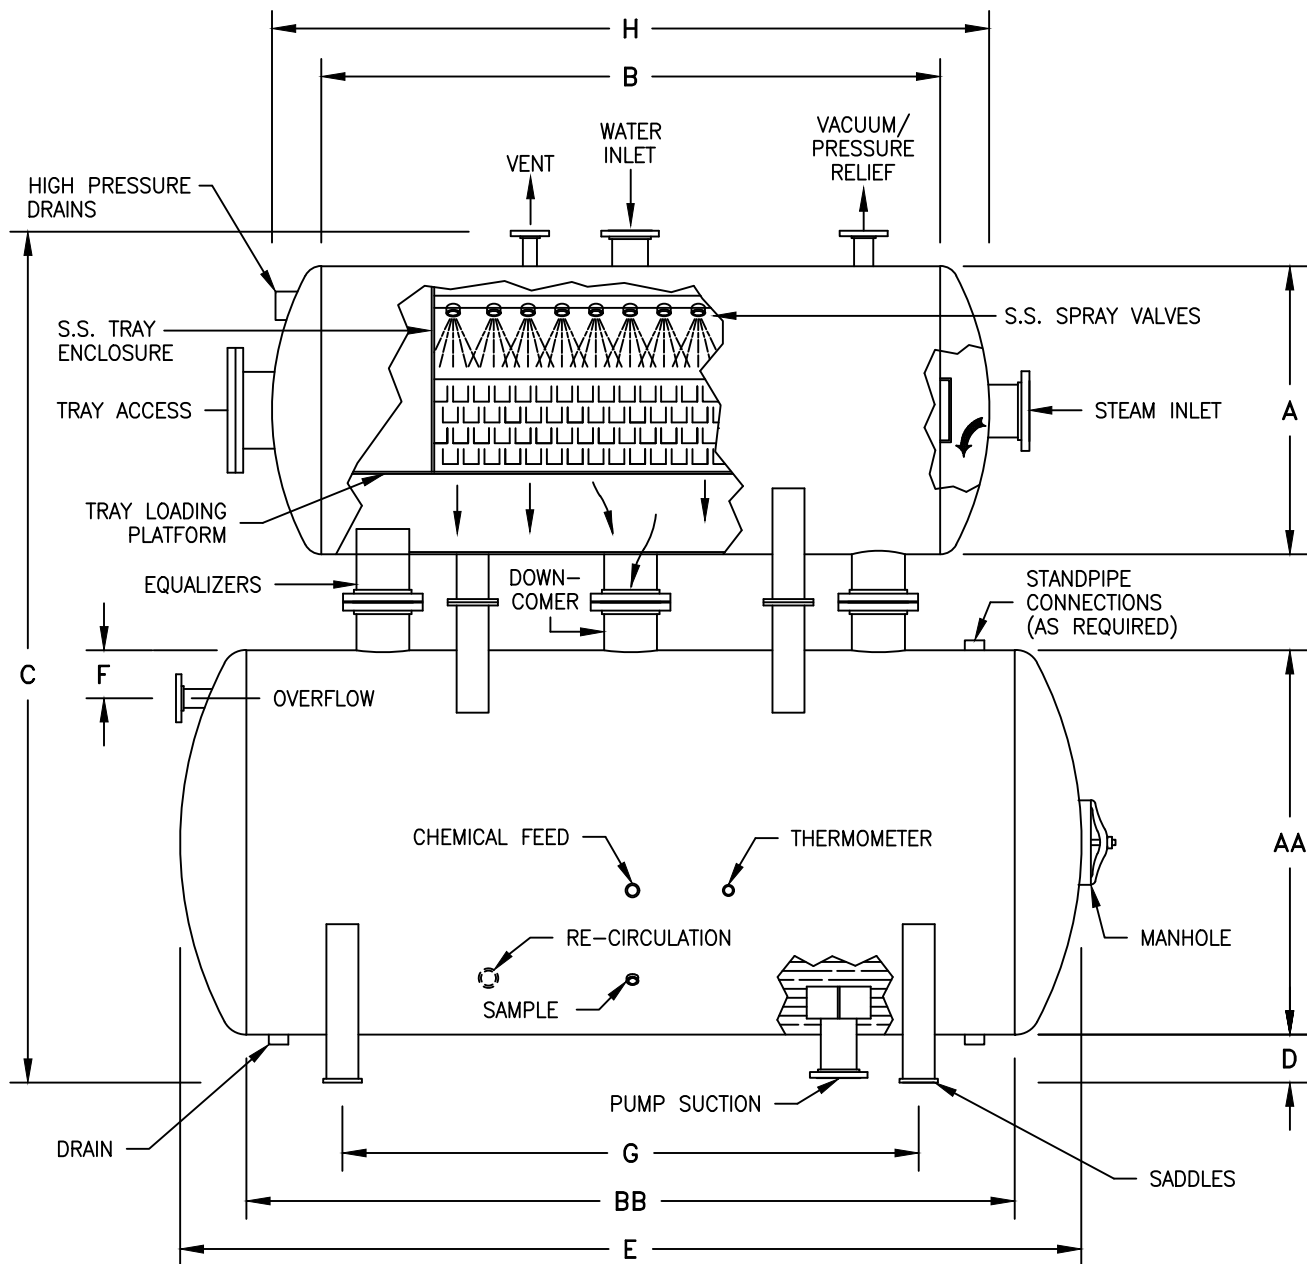 H
B
WATER
INLET
VACUUM/
PRESSURE
RELIEF
VENT
HIGH PRESSURE
DRAINS
S.S. TRAY
ENCLOSURE
S.S. SPRAY VALVES
TRAY ACCESS
STEAM INLET
A
TRAY LOADING
PLATFORM
EQUALIZERS
DOWN-
COMER
STANDPIPE
CONNECTIONS
(AS REQUIRED)
C
F
OVERFLOW
CHEMICAL FEED
THERMOMETER
AA
RE-CIRCULATION
MANHOLE
SAMPLE
D
PUMP SUCTION
DRAIN
G
SADDLES
BB
E